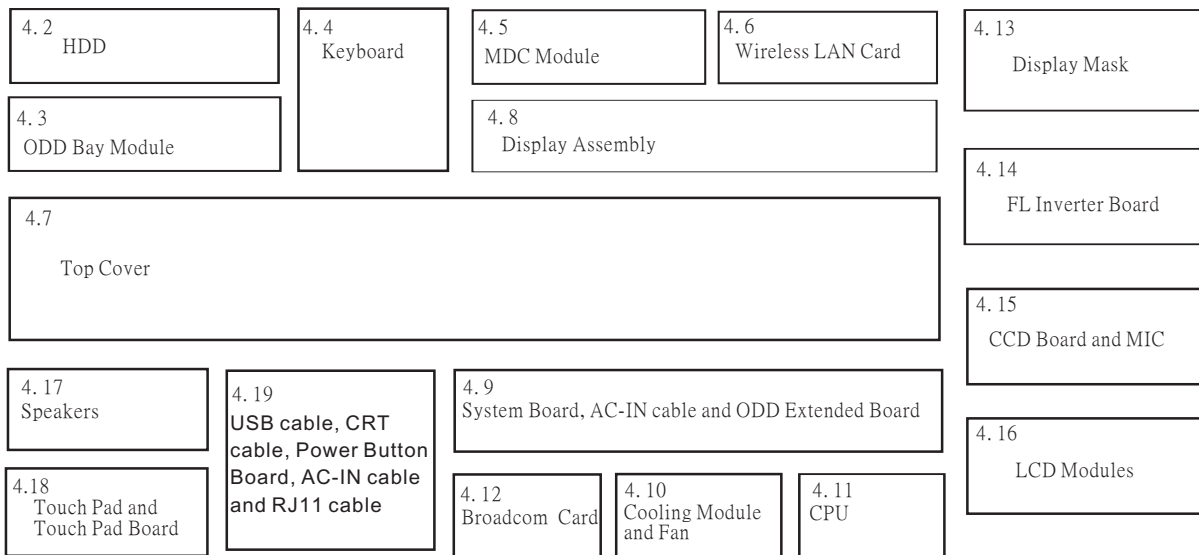 4.2
HDD
4.3
ODD Bay Module
4.4
Keyboard
4.5
MDC Module
4.6
Wireless LAN Card
4.8
Display Assembly
4.7
Top Cover
4.13
Display Mask
4.14
FL Inverter Board
4.15
CCD Board and MIC
4.16
LCD Modules
4.17
Speakers
4.18
Touch Pad and
Touch Pad Board
4.19
USB cable, CRT
cable, Power Button
Board, AC-IN cable
and RJ11 cable
4.9
System Board, AC-IN cable and ODD Extended Board
4.12
Broadcom Card
4.10
Cooling Module
and Fan
4.11
CPU